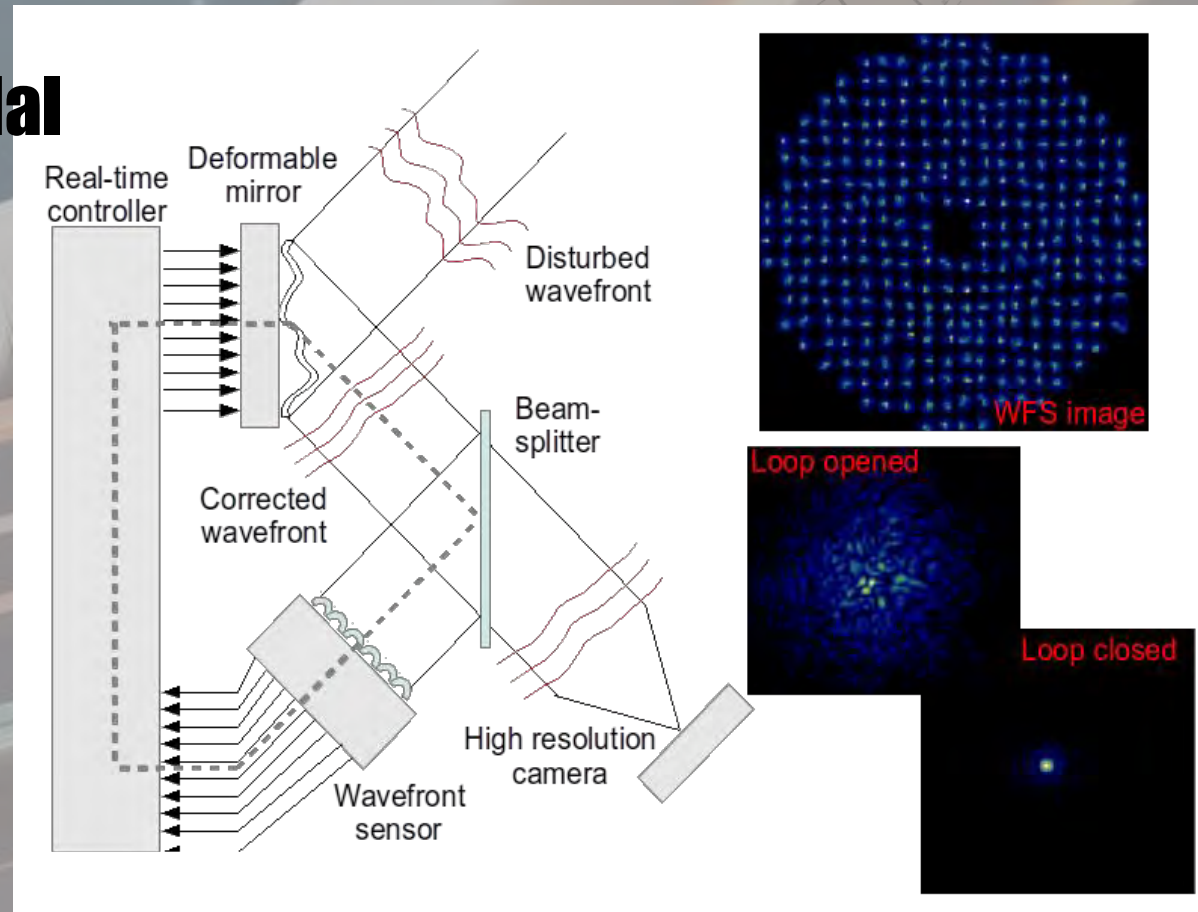 Real-time
controller
Deformable
mirror
Disturbed
wavefront
Beam-
splitter
Corrected
wavefront
High resolution
camera
Wavefront
sensor
WFS image
Loop opened
Loop closed